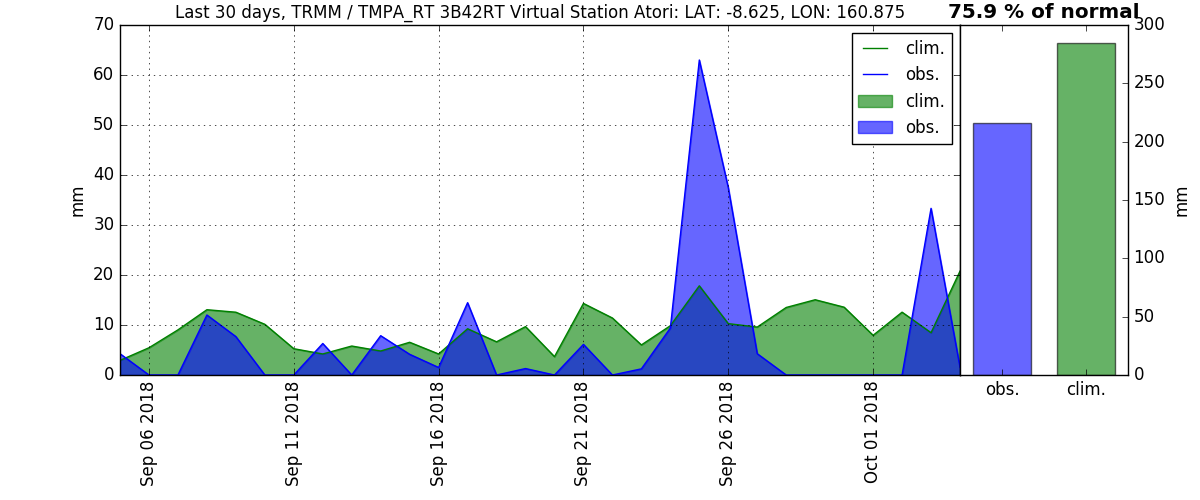 Last 30 days, TRMM / TMPA_RT 3B42RT Virtual Station Atori: LAT: -8.625, LON: 160.875
75.9 % of normal
70
60
50
40
30
20
10
0
mm
clim.
obs.
clim.
obs.
Sep 06 2018
Sep 11 2018
Sep 16 2018
Sep 21 2018
Sep 26 2018
Oct 01 2018
300
250
200
150
100
50
0
mm
obs.
clim.